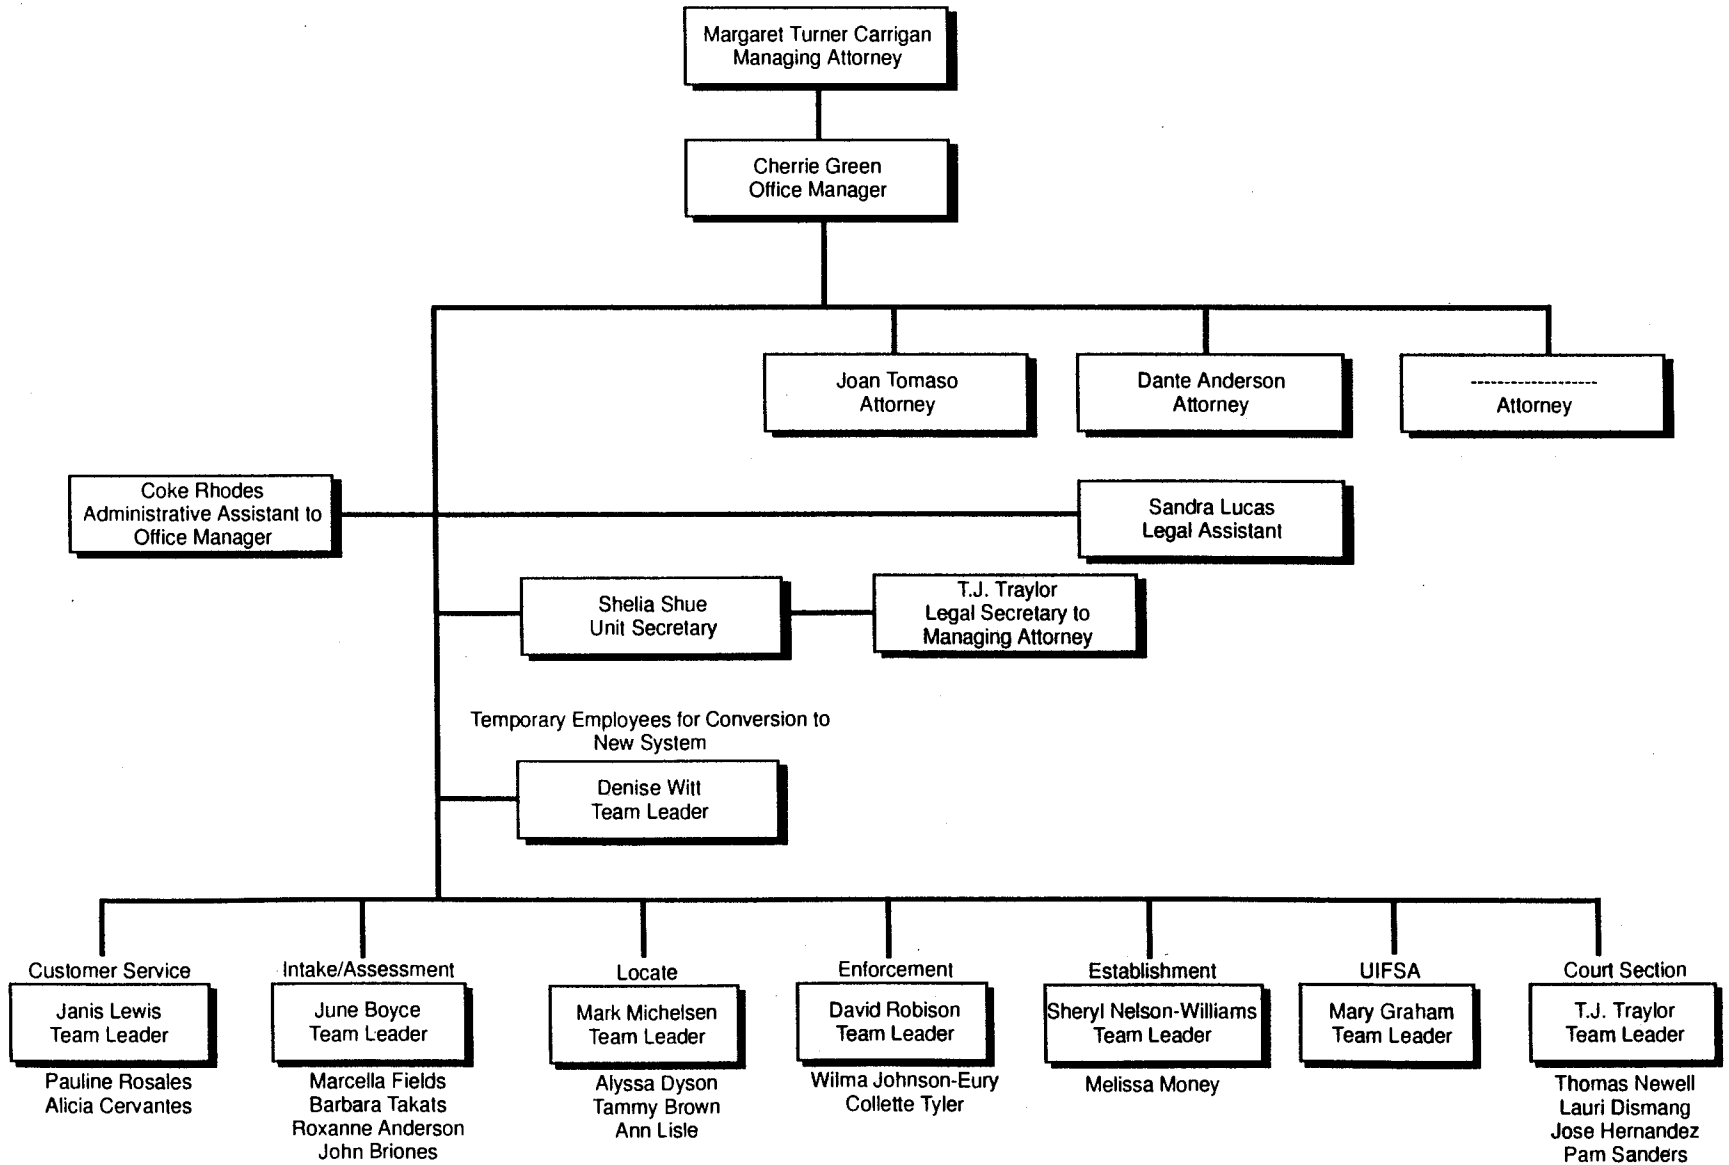 Margaret Turner Carrigan
Managing Attorney
Cherrie Green
Office Manager
Joan Tomaso
Attorney
Dante Anderson
Attorney
--------------------
Attorney
Coke Rhodes
Administrative Assistant to
Office Manager
Sandra Lucas
Legal Assistant
Shelia Shue
Unit Secretary
T.J. Traylor
Legal Secretary to
Managing Attorney
Temporary Employees for Conversion to
New System
Denise Witt
Team Leader
Customer Service
Janis Lewis
Team Leader
Pauline Rosales
Alicia Cervantes
Intake/Assessment
June Boyce
Team Leader
Marcella Fields
Barbara Takats
Roxanne Anderson
John Briones
Locate
Mark Michelsen
Team Leader
Alyssa Dyson
Tammy Brown
Ann Lisle
Enforcement
David Robison
Team Leader
Wilma Johnson-Eury
Collette Tyler
Establishment
Sheryl Nelson-Williams
Team Leader
Melissa Money
UIFSA
Mary Graham
Team Leader
Court Section
T.J. Traylor
Team Leader
Thomas Newell
Lauri Dismang
Jose Hernandez
Pam Sanders